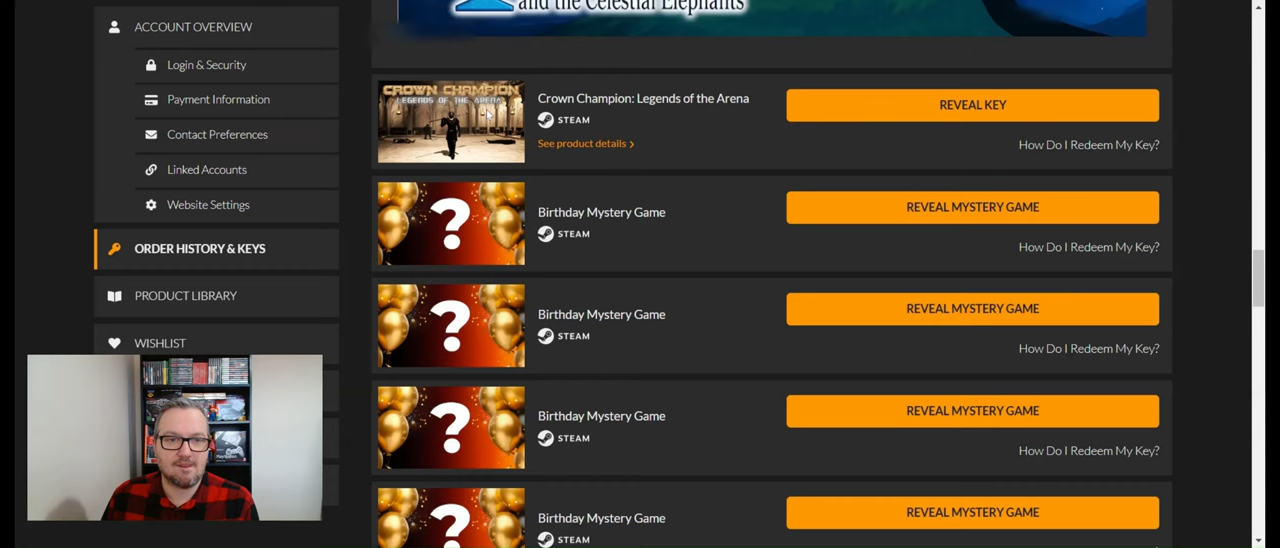 and the Celestial Elephants
ACCOUNT OVERVIEW
Login & Security
Payment Information
Contact Preferences
Linked Accounts
Website Settings
ORDER HISTORY & KEYS
PRODUCT LIBRARY
WISHLIST
CROWN CHAMPION
LEGENDS OF THE ARENA
Crown Champion: Legends of the Arena
STEAM
See product details
REVEAL KEY
How Do I Redeem My Key?
?
Birthday Mystery Game
STEAM
REVEAL MYSTERY GAME
How Do I Redeem My Key?
?
Birthday Mystery Game
STEAM
REVEAL MYSTERY GAME
How Do I Redeem My Key?
?
Birthday Mystery Game
STEAM
REVEAL MYSTERY GAME
How Do I Redeem My Key?
?
Birthday Mystery Game
STEAM
REVEAL MYSTERY GAME